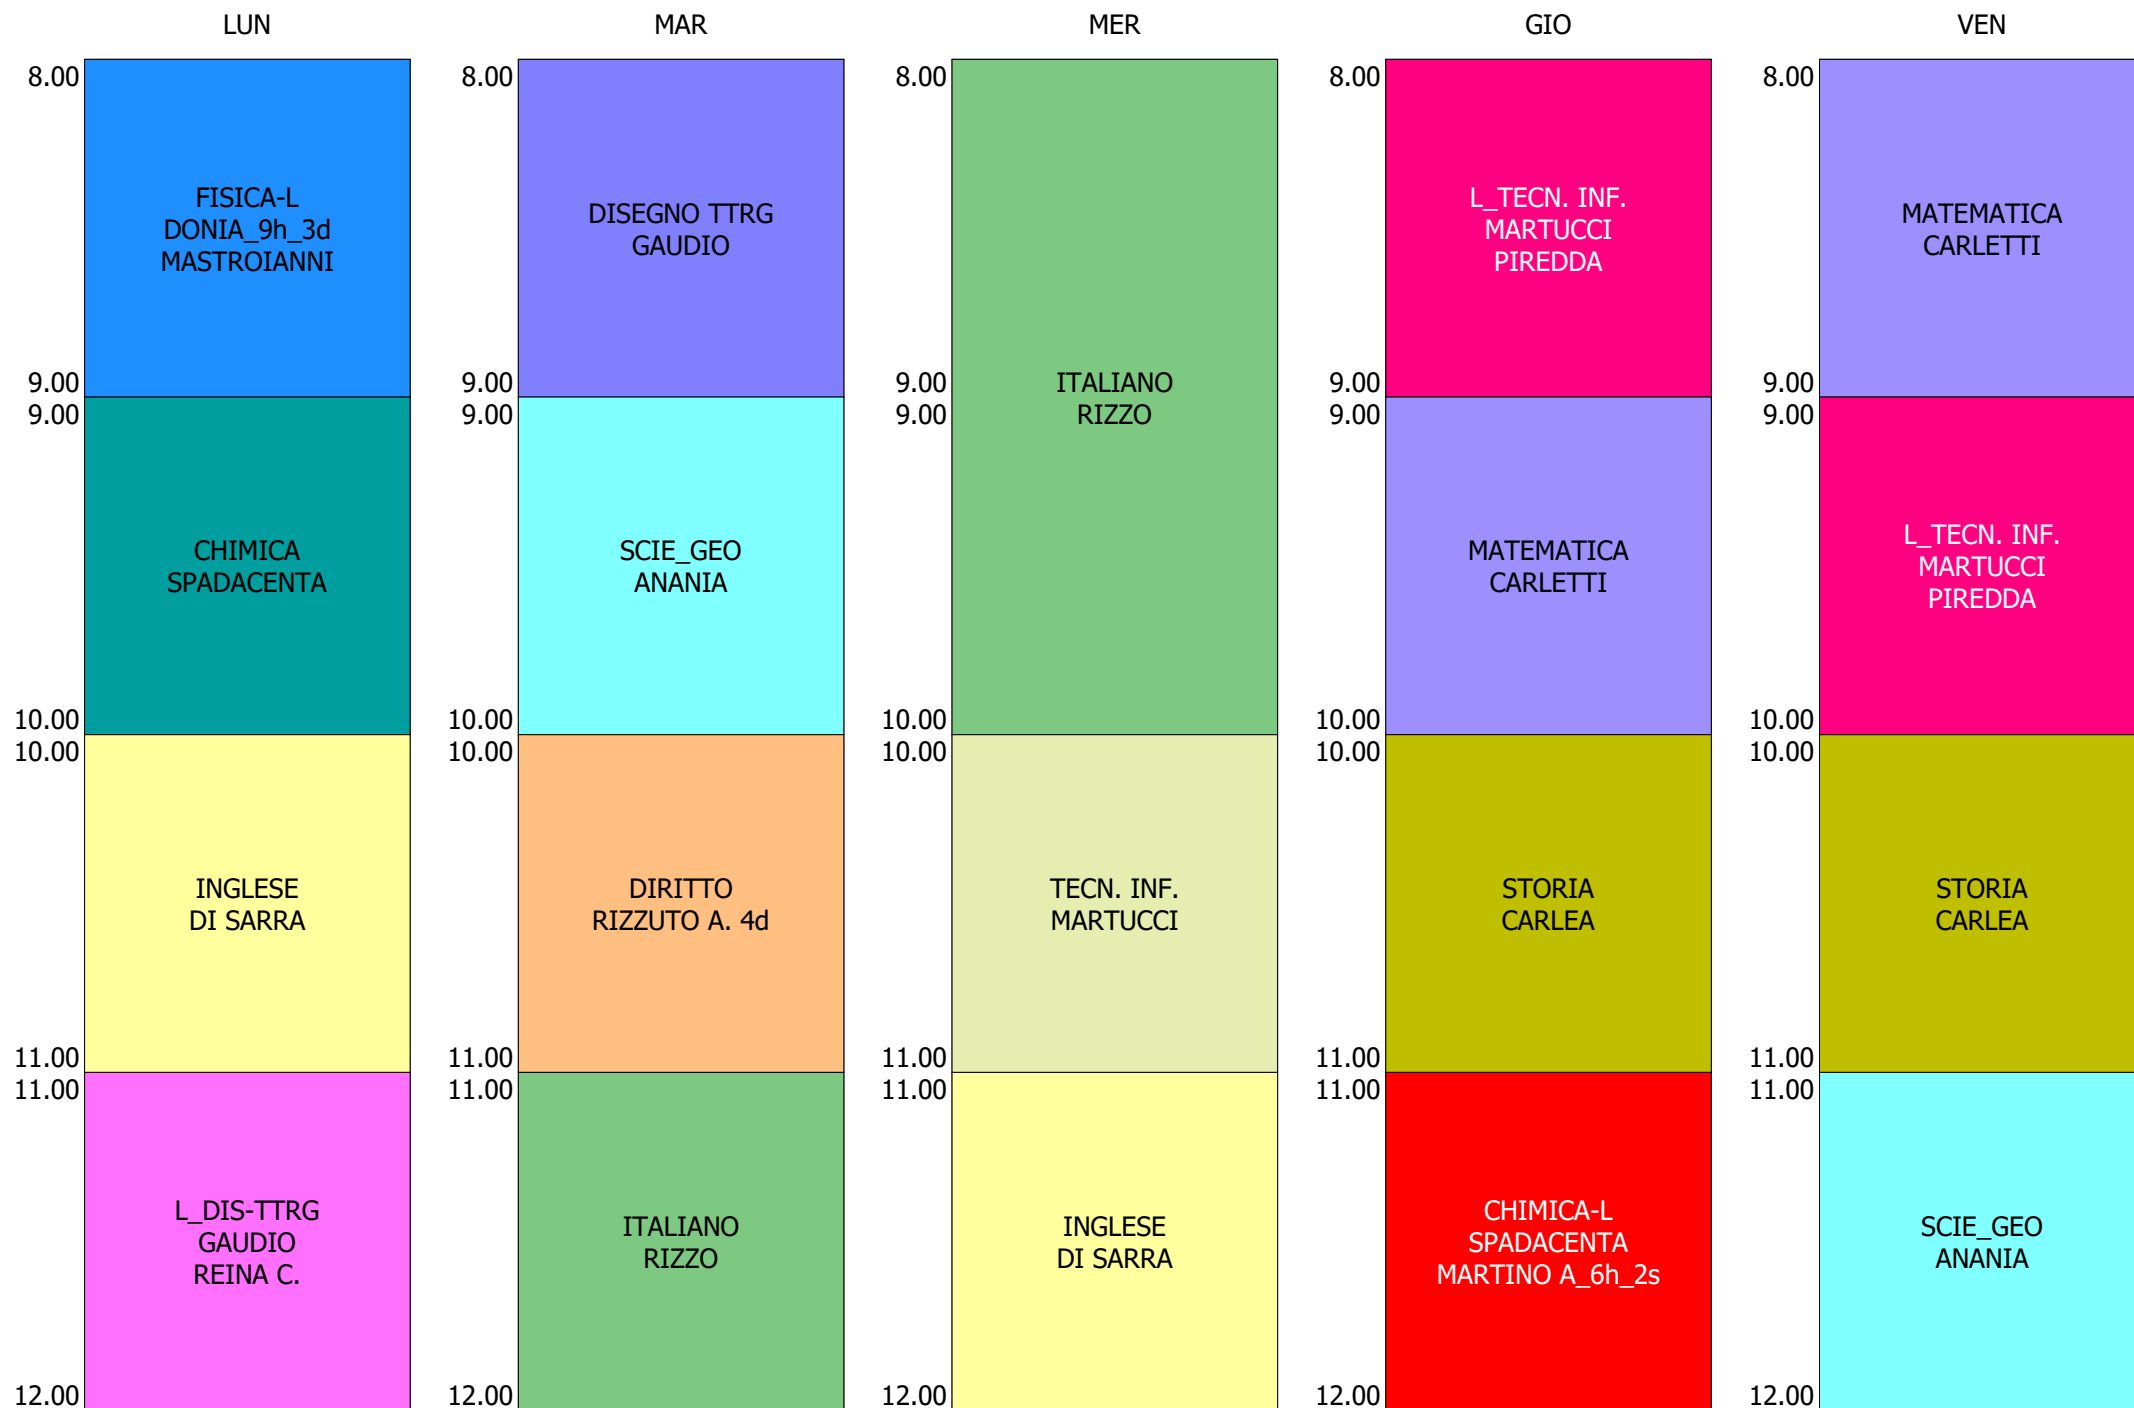 LUN
MAR
MER
GIO
VEN
8.00
FISICA-L
DONIA_9h_3d
MASTROIANNI
9.00
9.00
CHIMICA
SPADACENTA
10.00
10.00
INGLESE
DI SARRA
11.00
11.00
L_DIS-TTRG
GAUDIO
REINA C.
12.00
8.00
DISEGNO TTRG
GAUDIO
9.00
9.00
SCIE_GEO
ANANIA
10.00
10.00
DIRITTO
RIZZUTO A. 4d
11.00
11.00
ITALIANO
RIZZO
12.00
8.00
9.00
ITALIANO
RIZZO
9.00
10.00
10.00
TECN. INF.
MARTUCCI
11.00
11.00
INGLESE
DI SARRA
12.00
8.00
L_TECN. INF.
MARTUCCI
PIREDDA
9.00
9.00
MATEMATICA
CARLETTI
10.00
10.00
STORIA
CARLEA
11.00
11.00
CHIMICA-L
SPADACENTA
MARTINO A_6h_2s
12.00
8.00
MATEMATICA
CARLETTI
9.00
9.00
L_TECN. INF.
MARTUCCI
PIREDDA
10.00
10.00
STORIA
CARLEA
11.00
11.00
SCIE_GEO
ANANIA
12.00